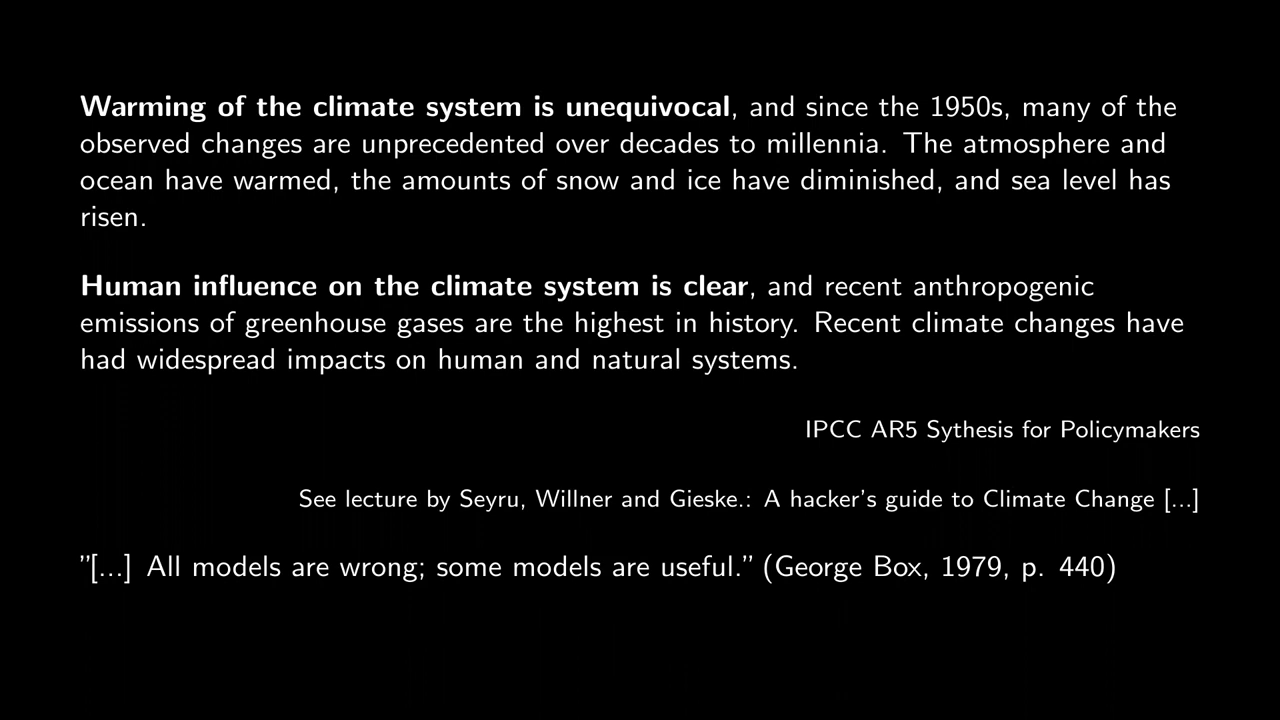 Warming of the climate system is unequivocal, and since the 1950s, many of the
observed changes are unprecedented over decades to millennia. The atmosphere and
ocean have warmed, the amounts of snow and ice have diminished, and sea level has
risen.
Human influence on the climate system is clear, and recent anthropogenic
emissions of greenhouse gases are the highest in history. Recent climate changes have
had widespread impacts on human and natural systems.
IPCC AR5 Sythesis for Policymakers
See lecture by Seyru, Willner and Gieske.: A hacker's guide to Climate Change [...]
"[...] All models are wrong; some models are useful." (George Box, 1979, p. 440)